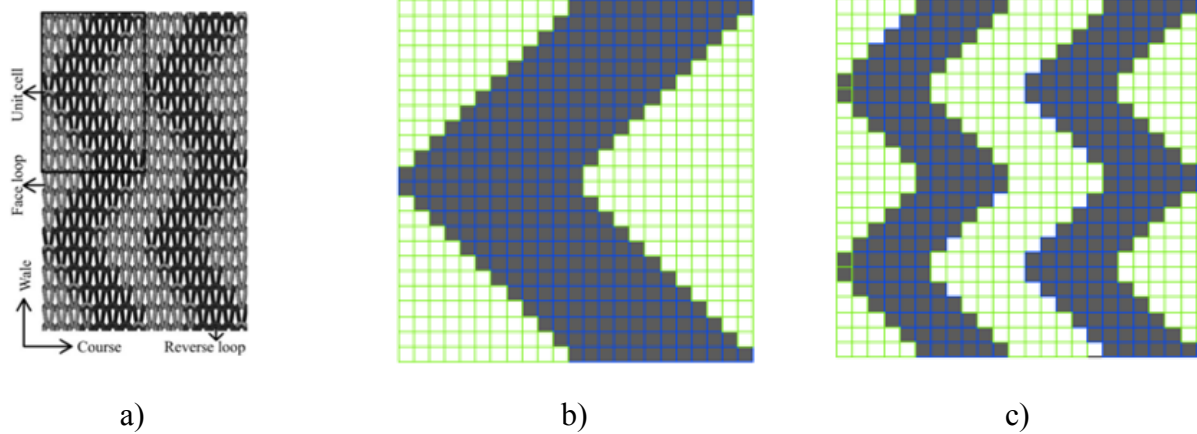 Unit cell
Face loop
Wale
Course
Reverse loop
a)
b)
c)